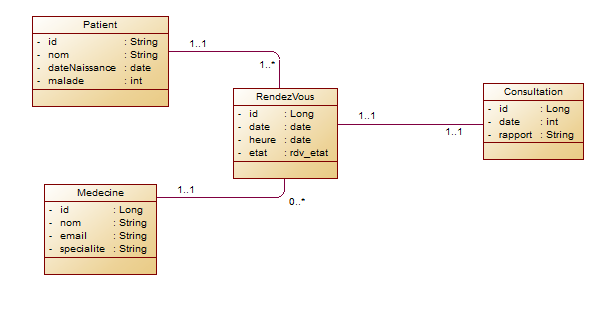 Patient
- id : String
- nom : String
- dateNaissance : date
- malade : int
1..1
1..*
RendezVous
- id : Long
- date : date
- heure : date
- etat : rdv_etat
1..1
1..1
Consultation
- id : Long
- date : int
- rapport : String
Medecine
- id : Long
- nom : String
- email : String
- specialite : String
1..1
0..*